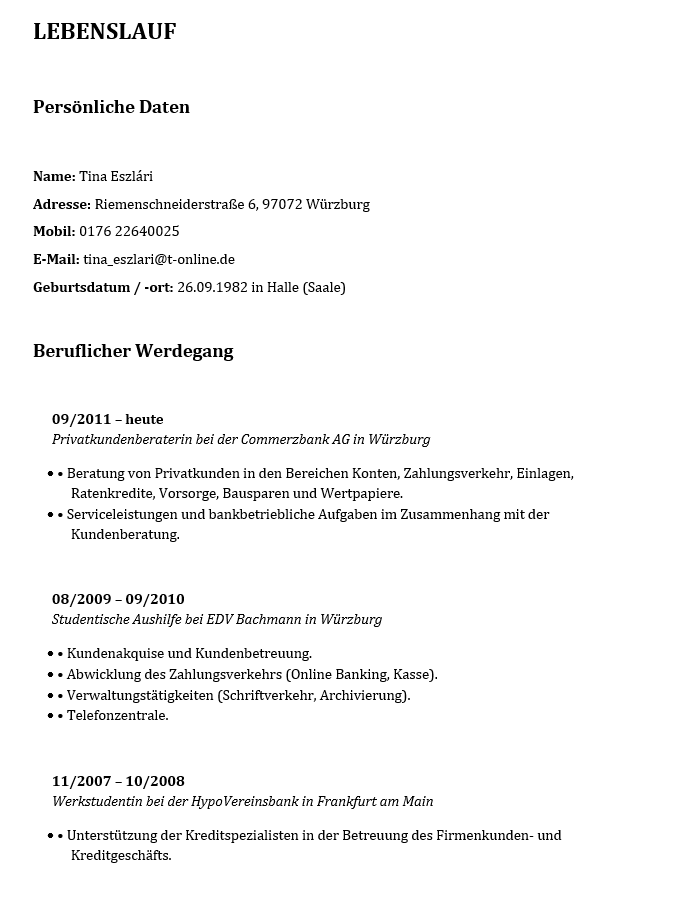 LEBENSLAUF
Persönliche Daten
Name: Tina Eszlári
Adresse: Riemenschneiderstraße 6, 97072 Würzburg
Mobil: 0176 22640025
E-Mail: tina_eszlari@t-online.de
Geburtsdatum / -ort: 26.09.1982 in Halle (Saale)
Beruflicher Werdegang
09/2011 – heute
Privatkundenberaterin bei der Commerzbank AG in Würzburg
• • Beratung von Privatkunden in den Bereichen Konten, Zahlungsverkehr, Einlagen,
Ratenkredite, Vorsorge, Bausparen und Wertpapiere.
• • Serviceleistungen und bankbetriebliche Aufgaben im Zusammenhang mit der
Kundenberatung.
08/2009 – 09/2010
Studentische Aushilfe bei EDV Bachmann in Würzburg
• • Kundenakquise und Kundenbetreuung.
• • Abwicklung des Zahlungsverkehrs (Online Banking, Kasse).
• • Verwaltungstätigkeiten (Schriftverkehr, Archivierung).
• • Telefonzentrale.
11/2007 – 10/2008
Werkstudentin bei der HypoVereinsbank in Frankfurt am Main
• • Unterstützung der Kreditspezialisten in der Betreuung des Firmenkunden- und
Kreditgeschäfts.